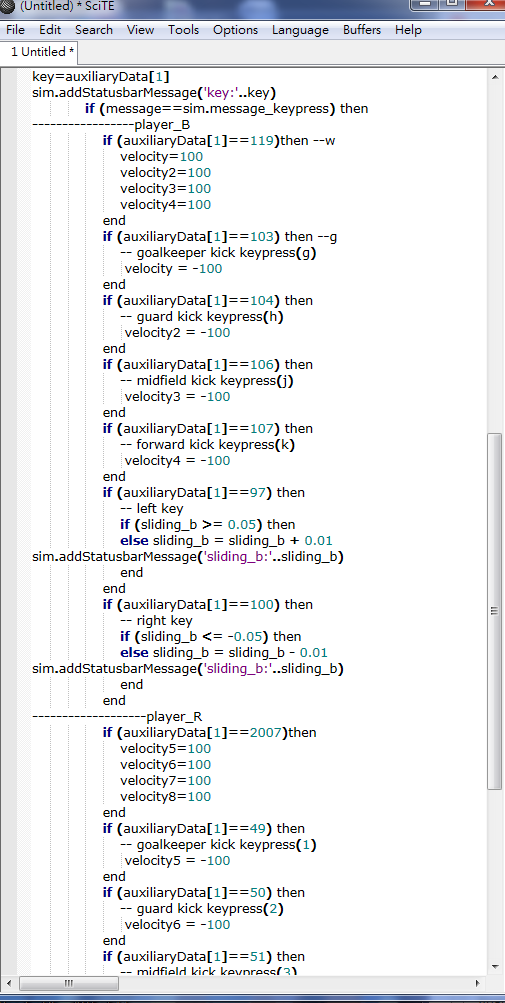 (Untitled) * SciTE
File Edit Search View Tools Options Language Buffers Help
1 Untitled *
key=auxiliaryData[1]
sim.addStatusbarMessage('key:'..key)
if (message==sim.message_keypress) then
-----------------player_B
if (auxiliaryData[1]==119)then --w
velocity=100
velocity2=100
velocity3=100
velocity4=100
end
if (auxiliaryData[1]==103) then --g
-- goalkeeper kick keypress(g)
velocity = -100
end
if (auxiliaryData[1]==104) then
-- guard kick keypress(h)
velocity2 = -100
end
if (auxiliaryData[1]==106) then
-- midfield kick keypress(j)
velocity3 = -100
end
if (auxiliaryData[1]==107) then
-- forward kick keypress(k)
velocity4 = -100
end
if (auxiliaryData[1]==97) then
-- left key
if (sliding_b >= 0.05) then
else sliding_b = sliding_b + 0.01
sim.addStatusbarMessage('sliding_b:'..sliding_b)
end
end
if (auxiliaryData[1]==100) then
-- right key
if (sliding_b <= -0.05) then
else sliding_b = sliding_b - 0.01
sim.addStatusbarMessage('sliding_b:'..sliding_b)
end
end
-------------------player_R
if (auxiliaryData[1]==2007)then
velocity5=100
velocity6=100
velocity7=100
velocity8=100
end
if (auxiliaryData[1]==49) then
-- goalkeeper kick keypress(1)
velocity5 = -100
end
if (auxiliaryData[1]==50) then
-- guard kick keypress(2)
velocity6 = -100
end
if (auxiliaryData[1]==51) then
-- midfield kick keypress(3)